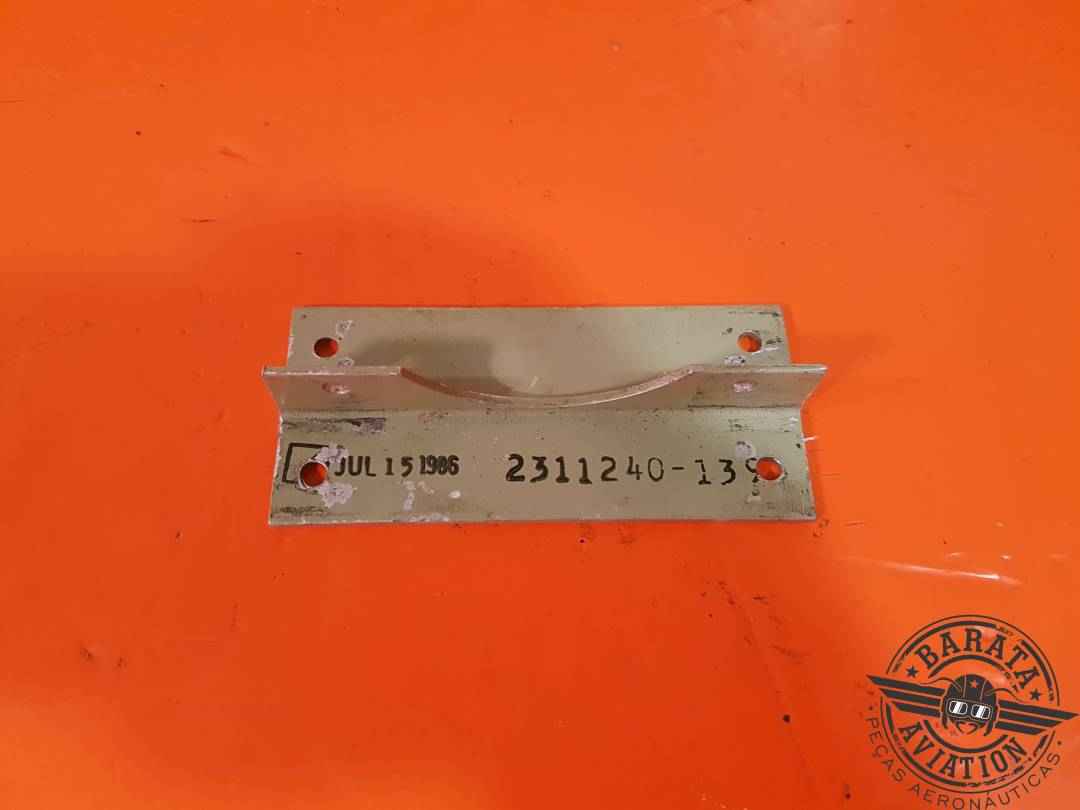 JUL 15 1986 2311240-139
BARATA
AVIATION
PEÇAS AERONÁUTICAS